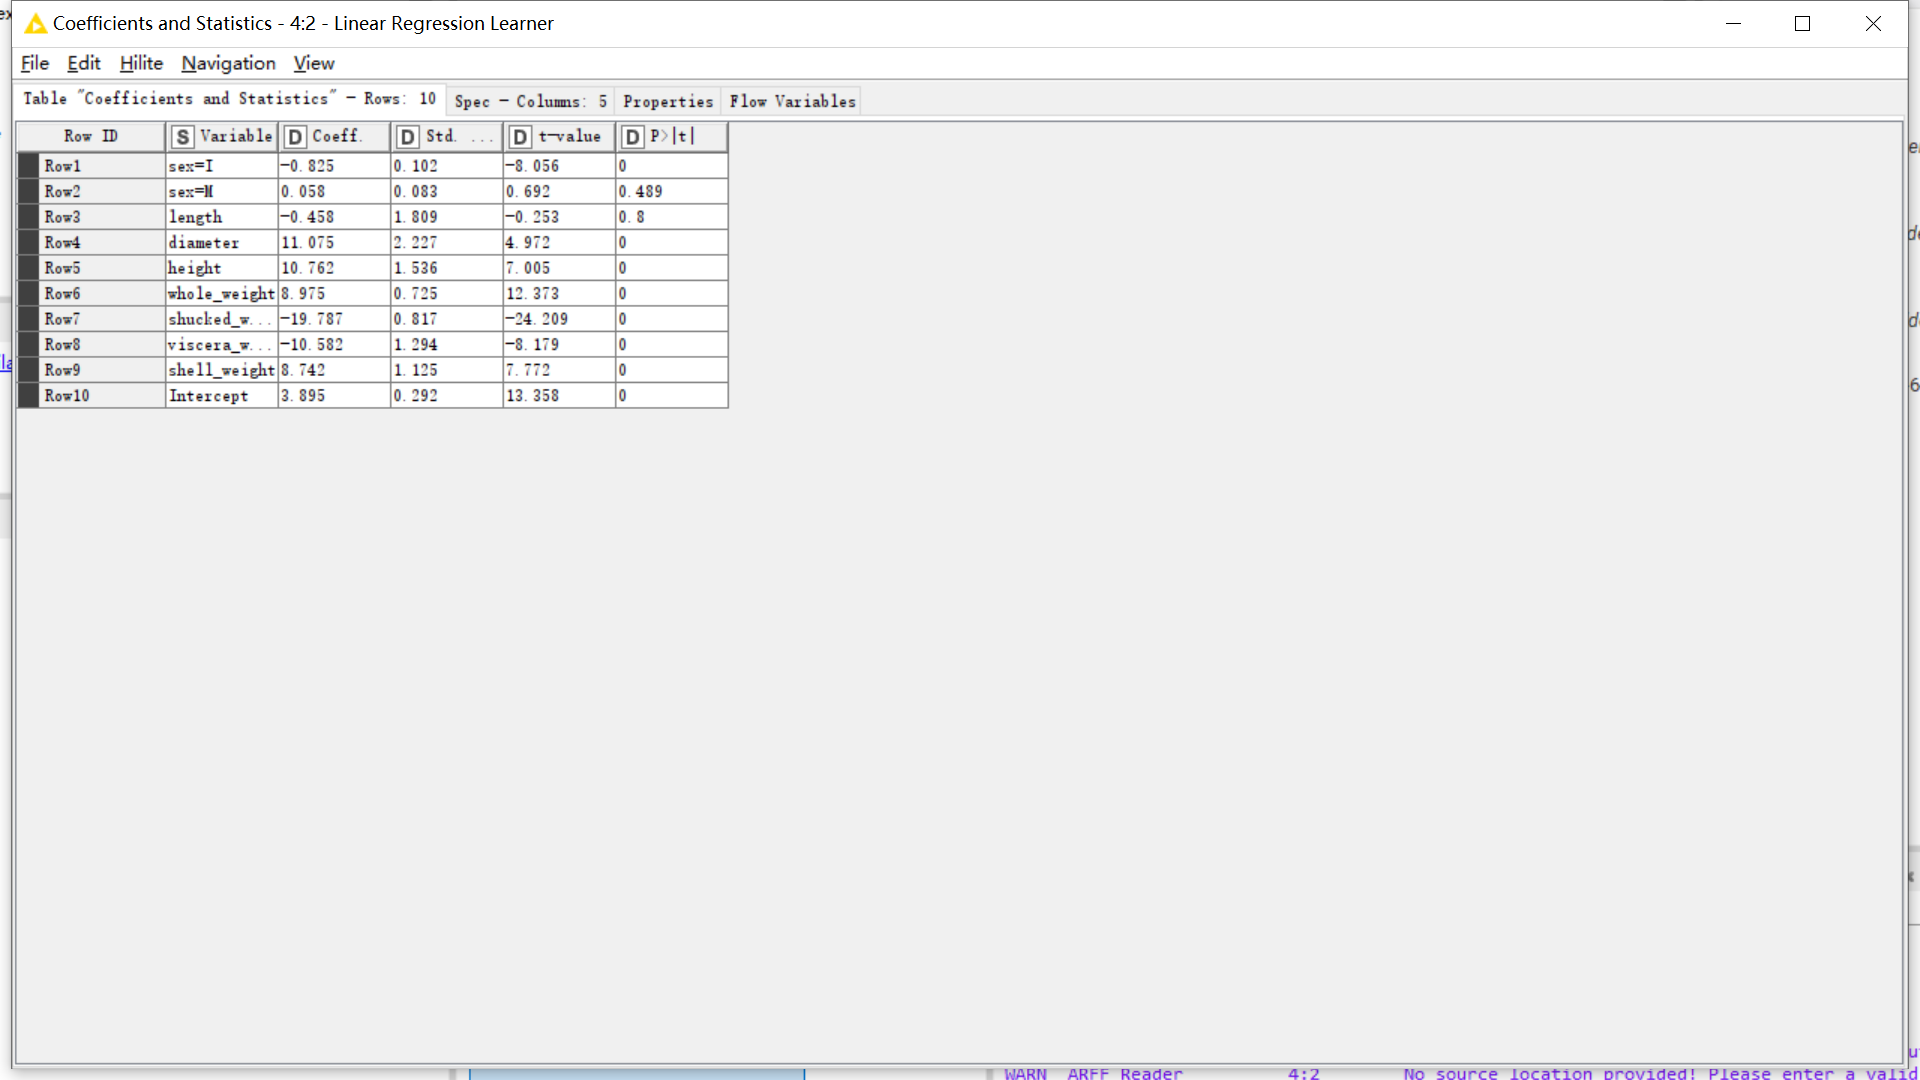 Coefficients and Statistics - 4:2 - Linear Regression Learner
File Edit Hilite Navigation View
Table "Coefficients and Statistics" - Rows: 10 Spec - Columns: 5 Properties Flow Variables
Row ID S Variable D Coeff. D Std. ... D t-value D P>|t|
Row1 sex=I -0.825 0.102 -8.056 0
Row2 sex=M 0.058 0.083 0.692 0.489
Row3 length -0.458 1.809 -0.253 0.8
Row4 diameter 11.075 2.227 4.972 0
Row5 height 10.762 1.536 7.005 0
Row6 whole_weight 8.975 0.725 12.373 0
Row7 shucked_w... -19.787 0.817 -24.209 0
Row8 viscera_w... -10.582 1.294 -8.179 0
Row9 shell_weight 8.742 1.125 7.772 0
Row10 Intercept 3.895 0.292 13.358 0
WARN ARFF Reader 4:2 No source location provided! Please enter a valid